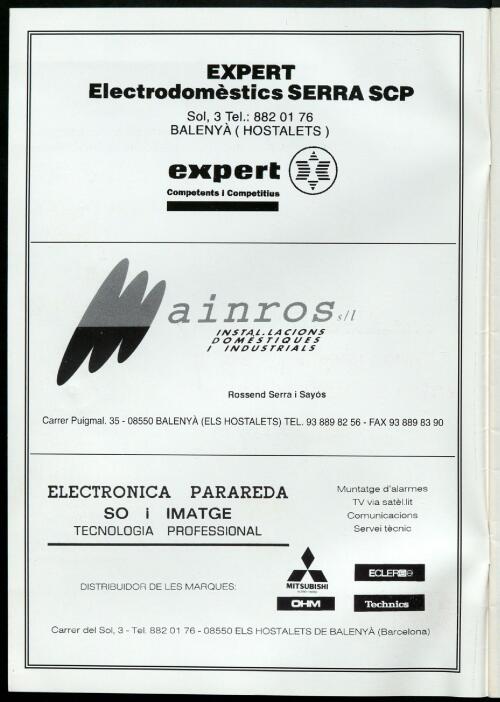 EXPERT
Electrodomèstics SERRA SCP
Sol, 3 Tel.: 882 01 76
BALENYÀ ( HOSTALETS )
expert
Competents i Competitius
Mainros s/l
INSTAL.LACIONS
DOMÈSTIQUES
I INDUSTRIALS
Rossend Serra i Sayós
Carrer Puigmal. 35 - 08550 BALENYÀ (ELS HOSTALETS) TEL. 93 889 82 56 - FAX 93 889 83 90
ELECTRONICA PARAREDA
SO i IMATGE
TECNOLOGIA PROFESSIONAL
Muntatge d'alarmes
TV via satèl.lit
Comunicacions
Servei tècnic
DISTRIBUIDOR DE LES MARQUES:
MITSUBISHI
ECLER
OHM
Technics
Carrer del Sol, 3 - Tel. 882 01 76 - 08550 ELS HOSTALETS DE BALENYÀ (Barcelona)